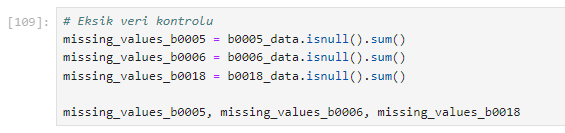 [109]: # Eksik veri kontrolu
missing_values_b0005 = b0005_data.isnull().sum()
missing_values_b0006 = b0006_data.isnull().sum()
missing_values_b0018 = b0018_data.isnull().sum()
missing_values_b0005, missing_values_b0006, missing_values_b0018